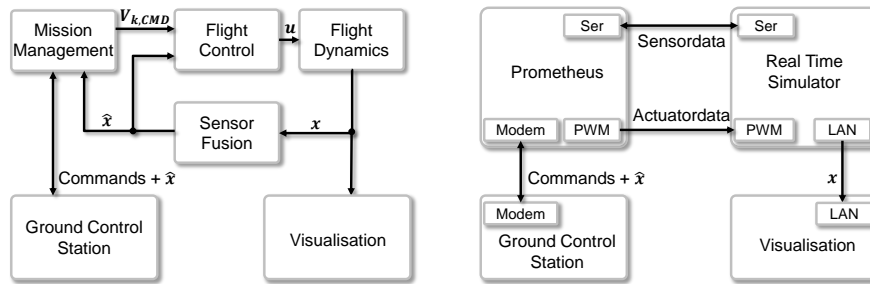 Mission
Management
V_{k,CMD}
Flight
Control
u
Flight
Dynamics
x̂
Sensor
Fusion
x
Commands + x̂
Ground Control
Station
Visualisation
Ser
Sensordata
Ser
Prometheus
Real Time
Simulator
Modem
PWM
Actuatordata
PWM
LAN
Commands + x̂
x
Modem
Ground Control
Station
LAN
Visualisation